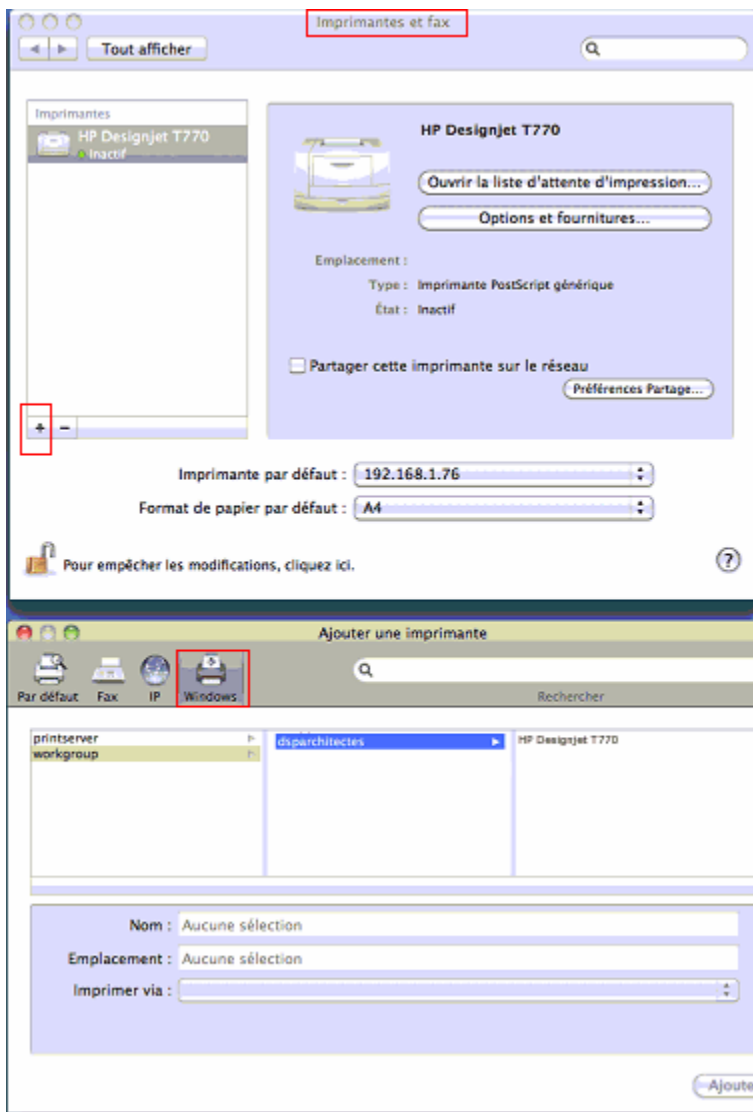 Imprimantes et fax
Tout afficher
Imprimantes
HP Designjet T770
Inactif
HP Designjet T770
Ouvrir la liste d'attente d'impression...
Options et fournitures...
Emplacement :
Type : Imprimante PostScript générique
État : Inactif
Partager cette imprimante sur le réseau
Préférences Partage...
+ −
Imprimante par défaut : 192.168.1.76
Format de papier par défaut : A4
Pour empêcher les modifications, cliquez ici.
?
Ajouter une imprimante
Par défaut Fax IP Windows
Rechercher
printserver
workgroup
dsparchitectes
HP Designjet T770
Nom : Aucune sélection
Emplacement : Aucune sélection
Imprimer via :
Ajoute